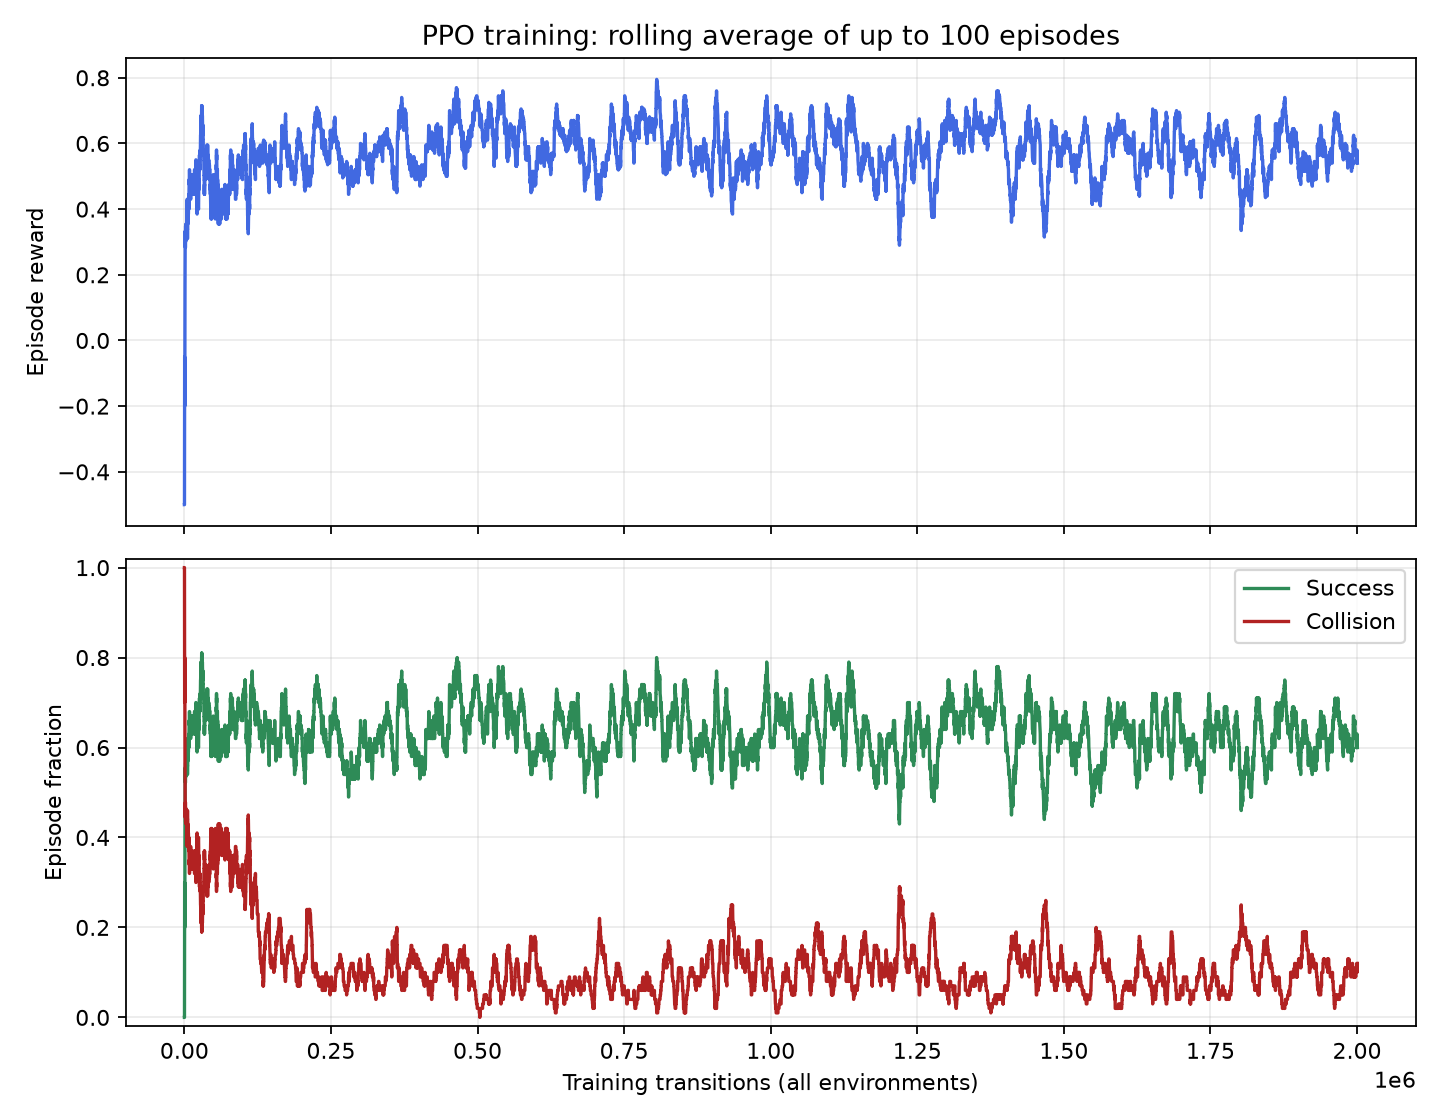 PPO training: rolling average of up to 100 episodes
0.8
0.6
0.4
0.2
0.0
−0.2
−0.4
Episode reward
1.0
0.8
0.6
0.4
0.2
0.0
Episode fraction
Success
Collision
0.00 0.25 0.50 0.75 1.00 1.25 1.50 1.75 2.00
1e6
Training transitions (all environments)